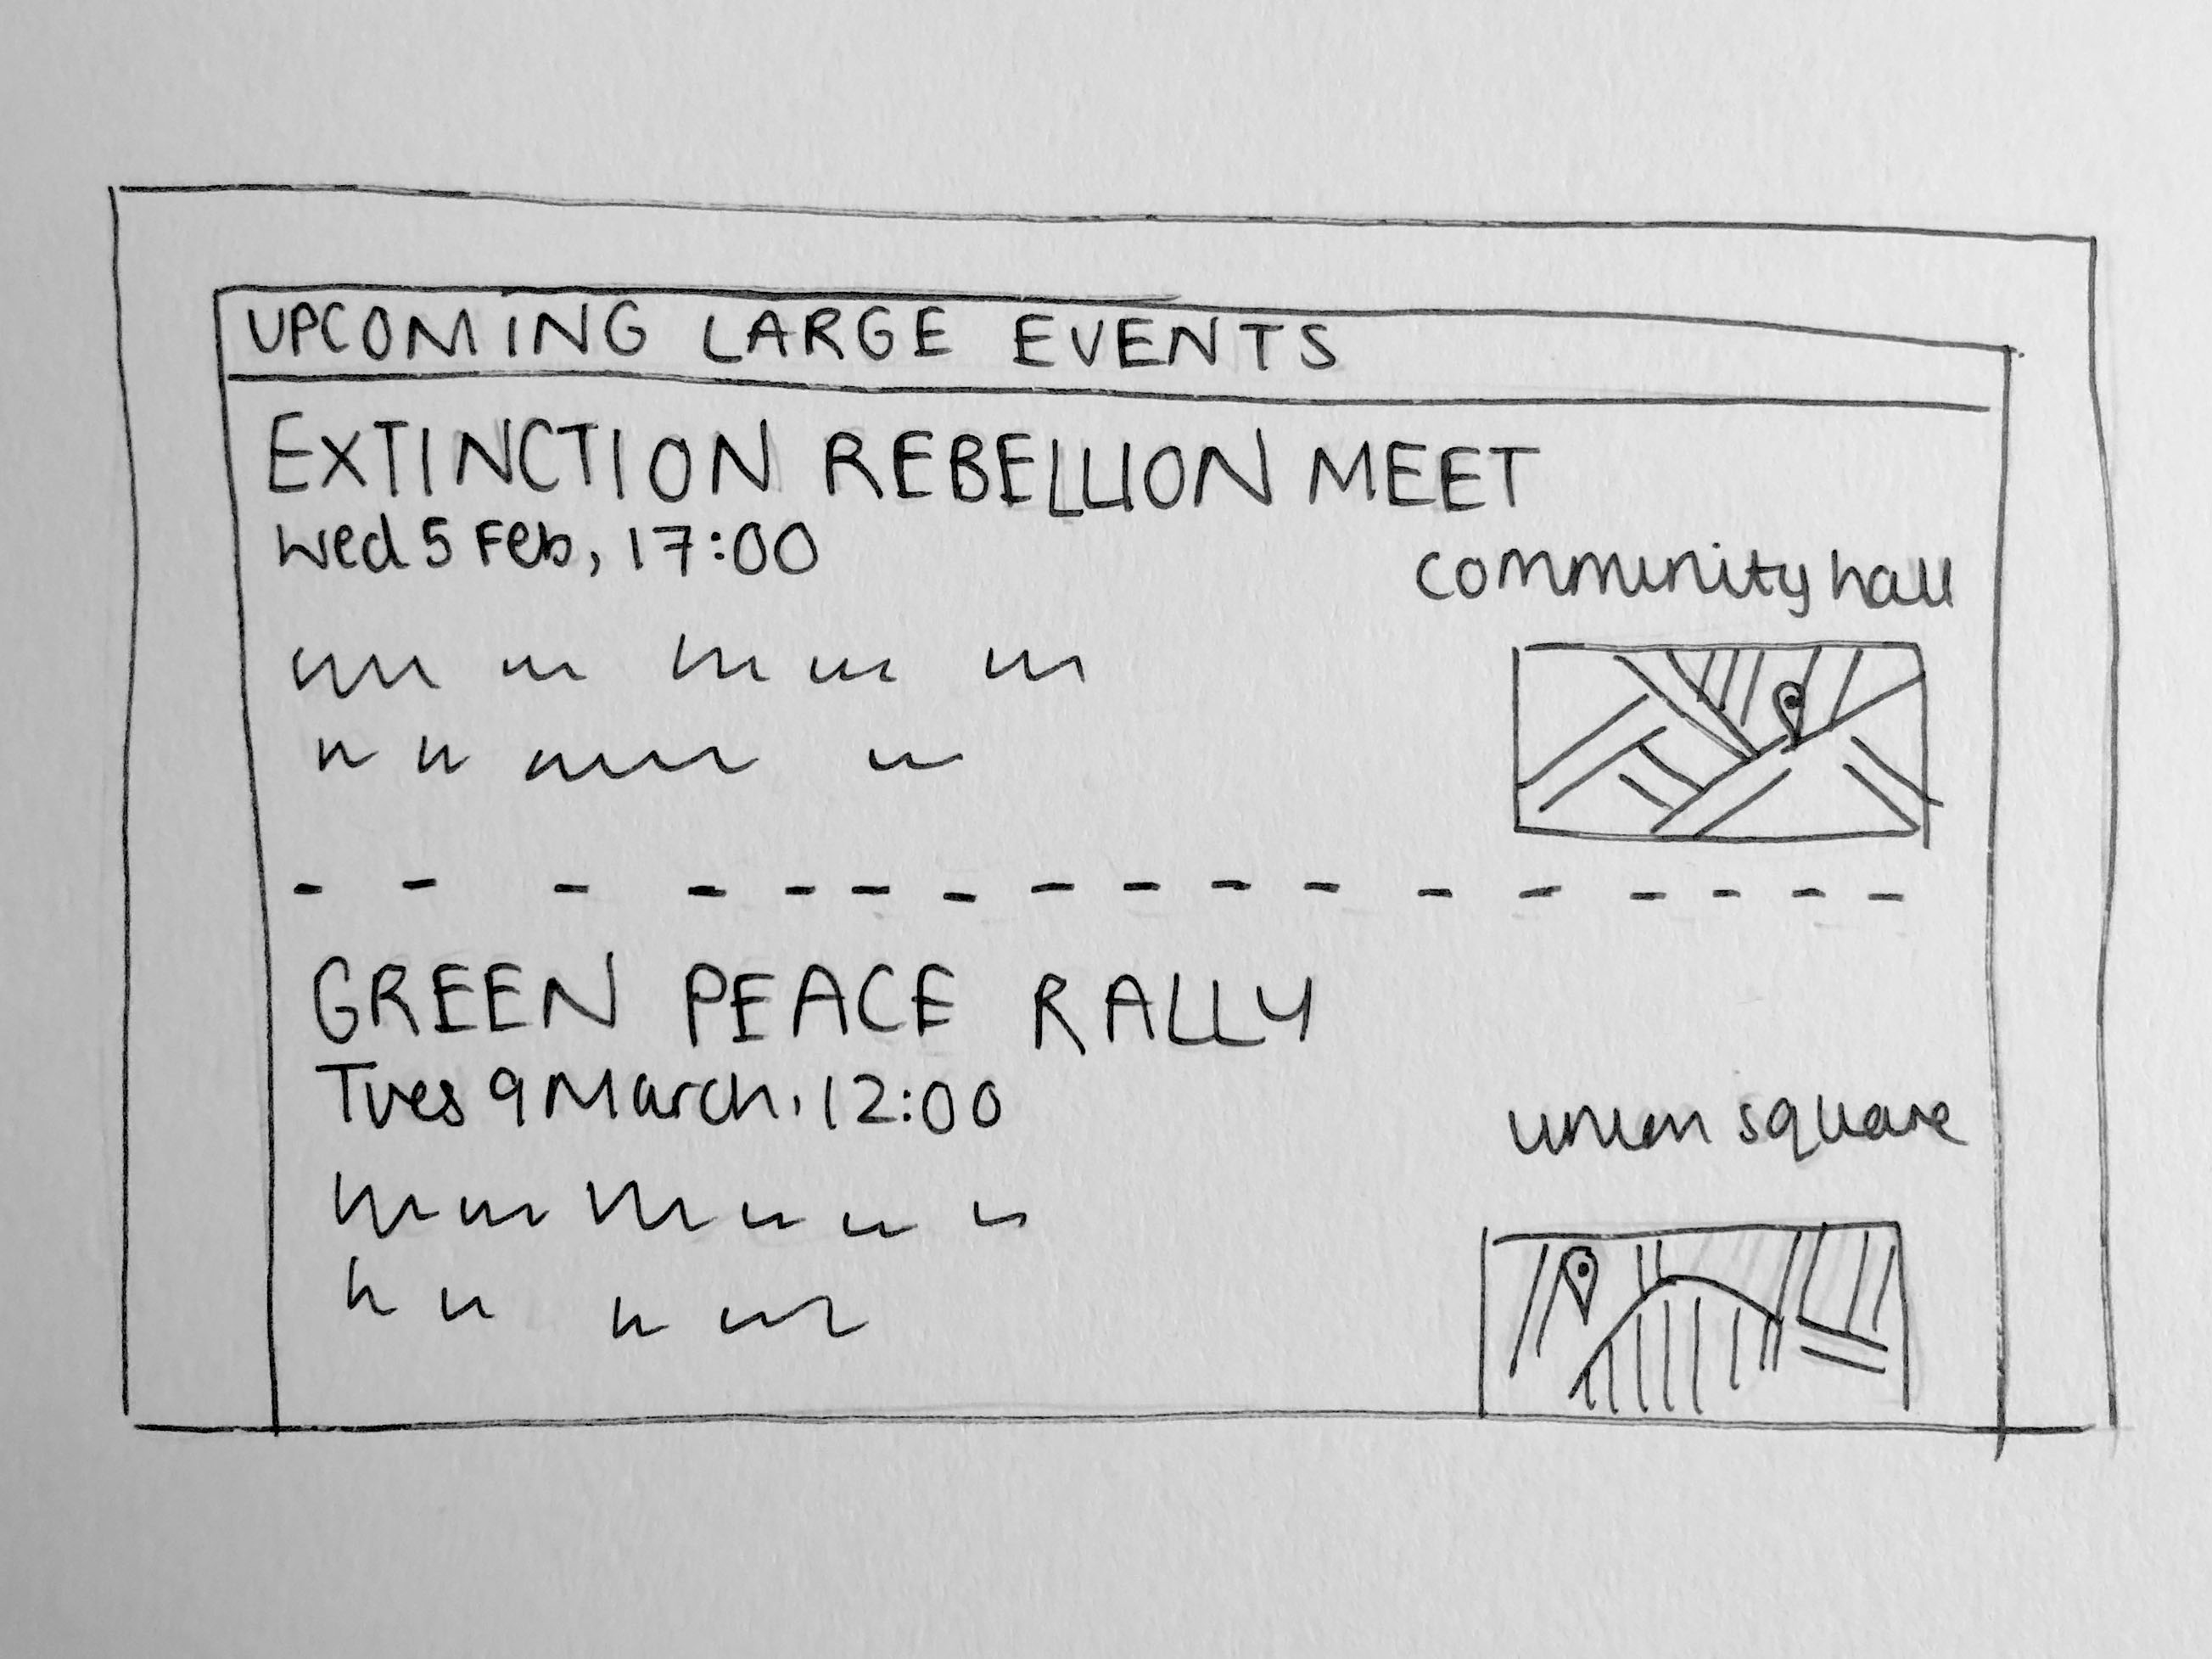 UPCOMING LARGE EVENTS
EXTINCTION REBELLION MEET
Wed 5 Feb, 17:00
community hall
GREEN PEACE RALLY
Tues 9 March, 12:00
union square